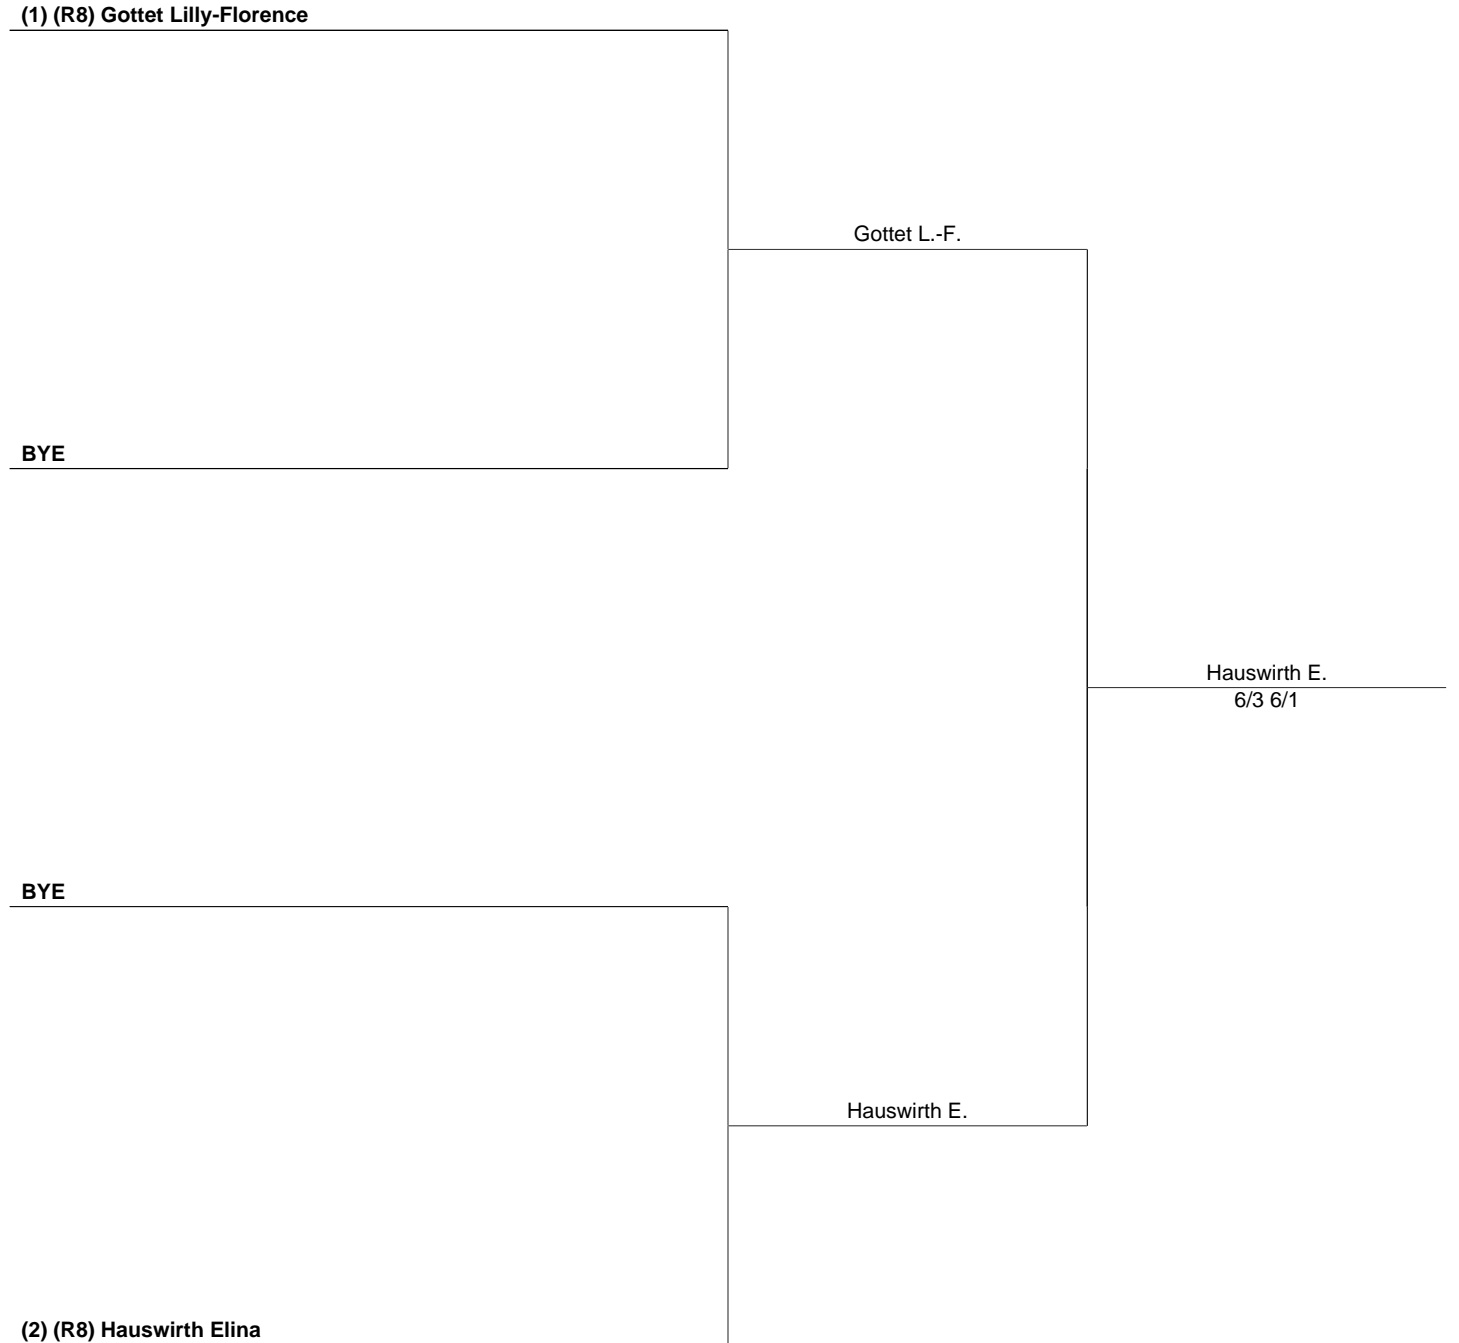 (1) (R8) Gottet Lilly-Florence
Gottet L.-F.
BYE
Hauswirth E.
6/3 6/1
BYE
Hauswirth E.
(2) (R8) Hauswirth Elina